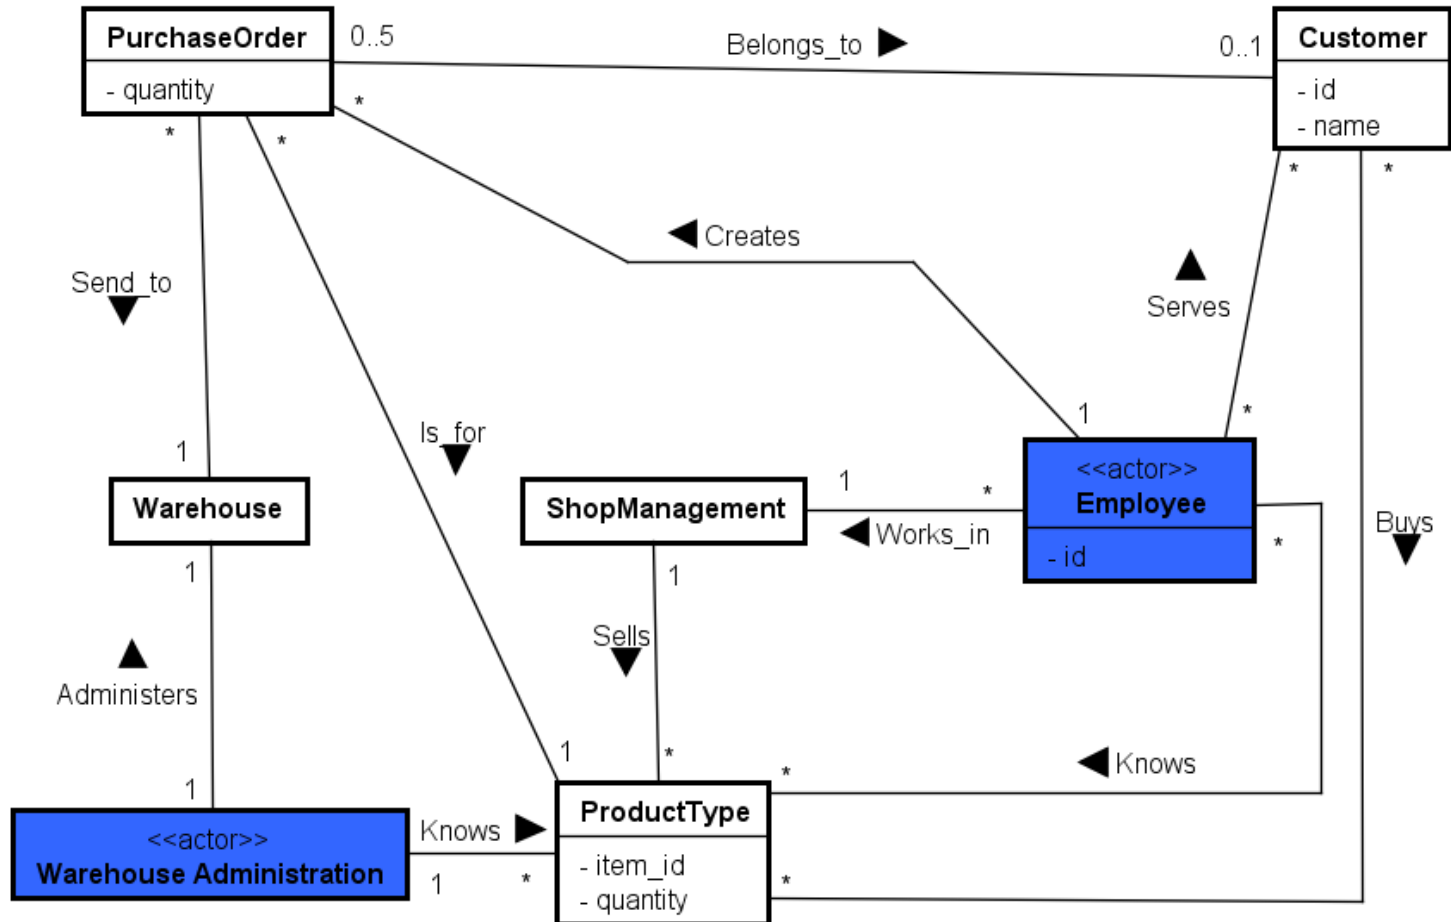 PurchaseOrder
- quantity
0..5
Belongs_to
0..1
Customer
- id
- name
*
*
*
*
*
Creates
Send_to
Serves
Is_for
1
1
*
Warehouse
ShopManagement
1
*
Works_in
<<actor>>
Employee
- id
*
Buys
1
1
Sells
Administers
1
*
*
Knows
1
<<actor>>
Warehouse Administration
Knows
1
*
ProductType
- item_id
- quantity
*